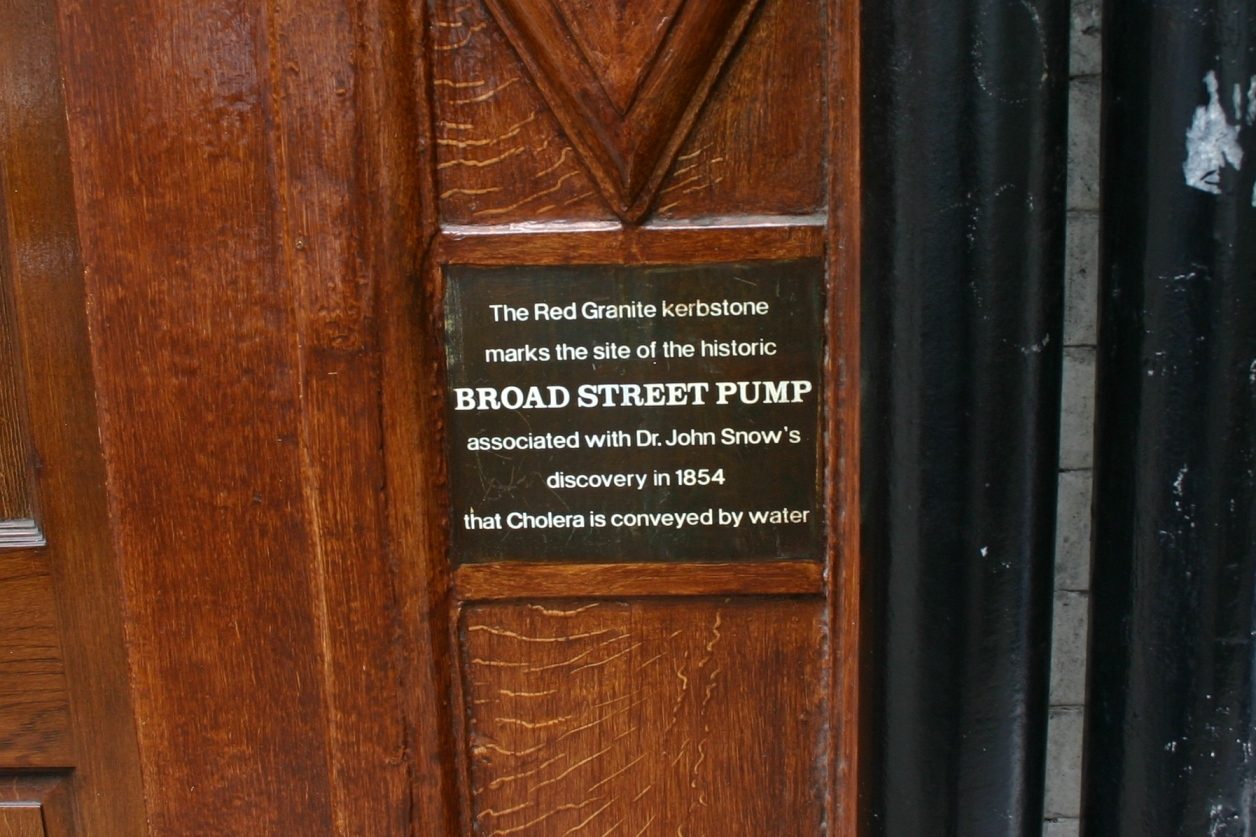 The Red Granite kerbstone
marks the site of the historic
BROAD STREET PUMP
associated with Dr. John Snow's
discovery in 1854
that Cholera is conveyed by water